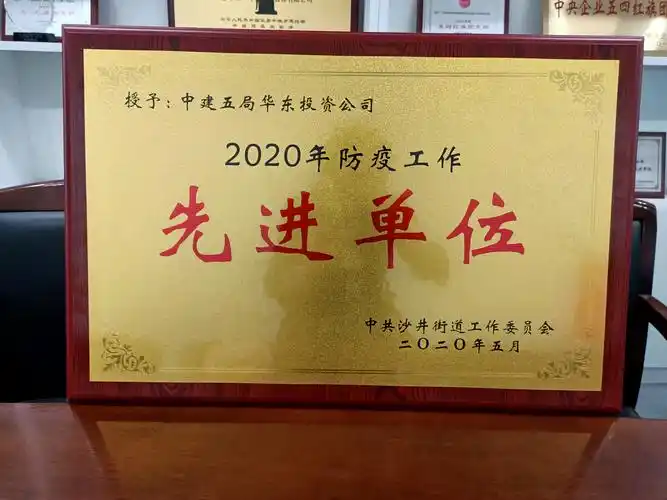 中央企业五四红旗团
授予：中建五局华东投资公司
2020年防疫工作
先进单位
中共沙井街道工作委员会
二〇二〇年五月